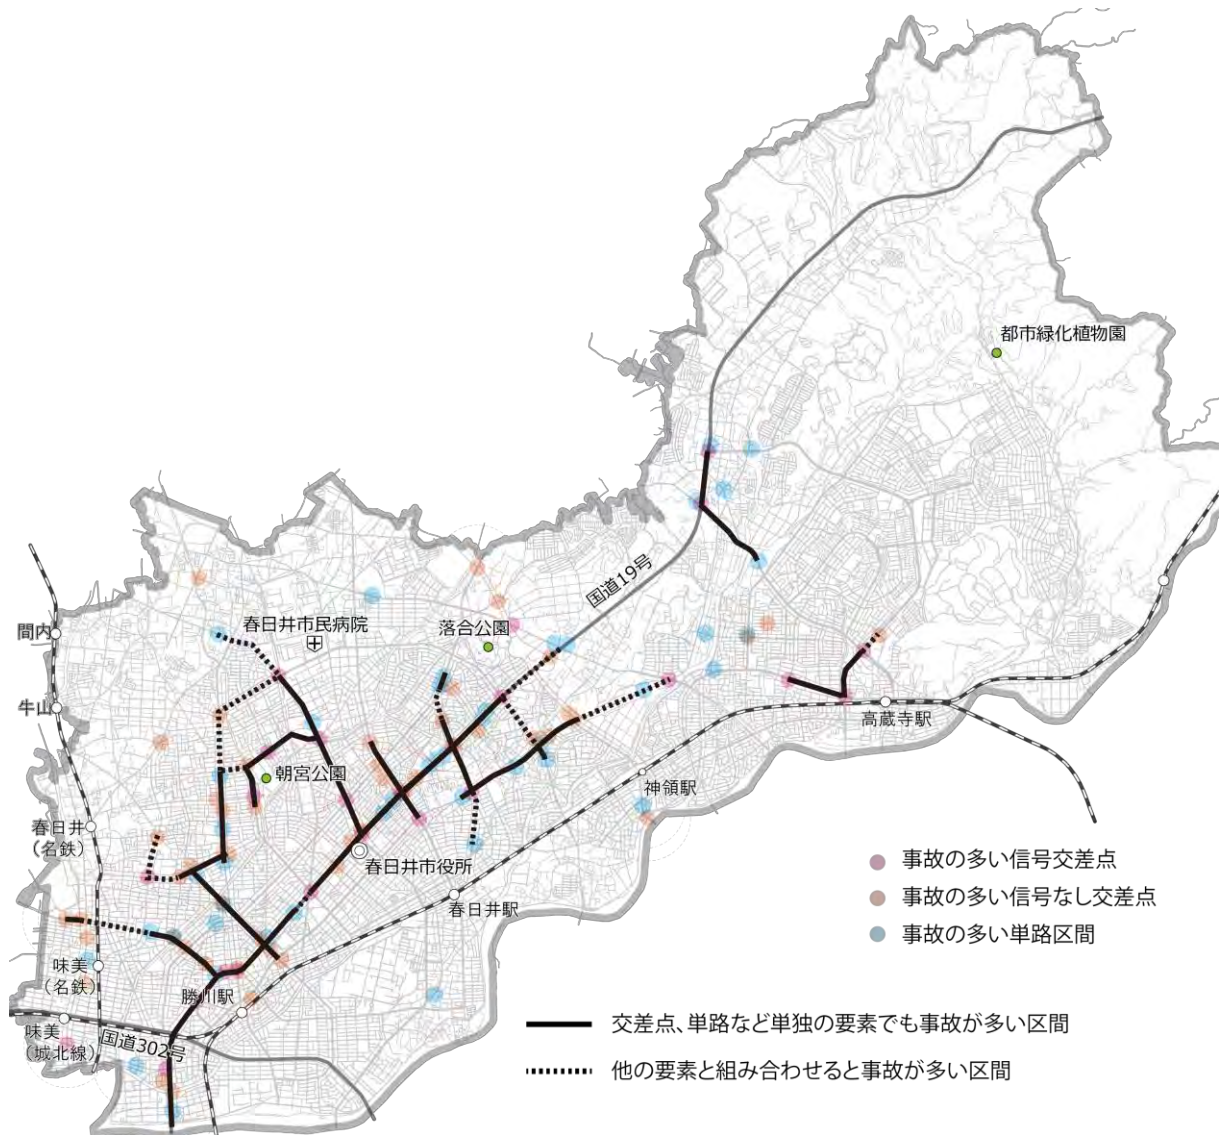 都市緑化植物園
国道19号
春日井市民病院
落合公園
間内
牛山
高蔵寺駅
朝宮公園
神領駅
春日井
(名鉄)
春日井市役所
事故の多い信号交差点
春日井駅
事故の多い信号なし交差点
事故の多い単路区間
味美
(名鉄)
勝川駅
味美
(城北線)
国道302号
交差点、単路など単独の要素でも事故が多い区間
他の要素と組み合わせると事故が多い区間